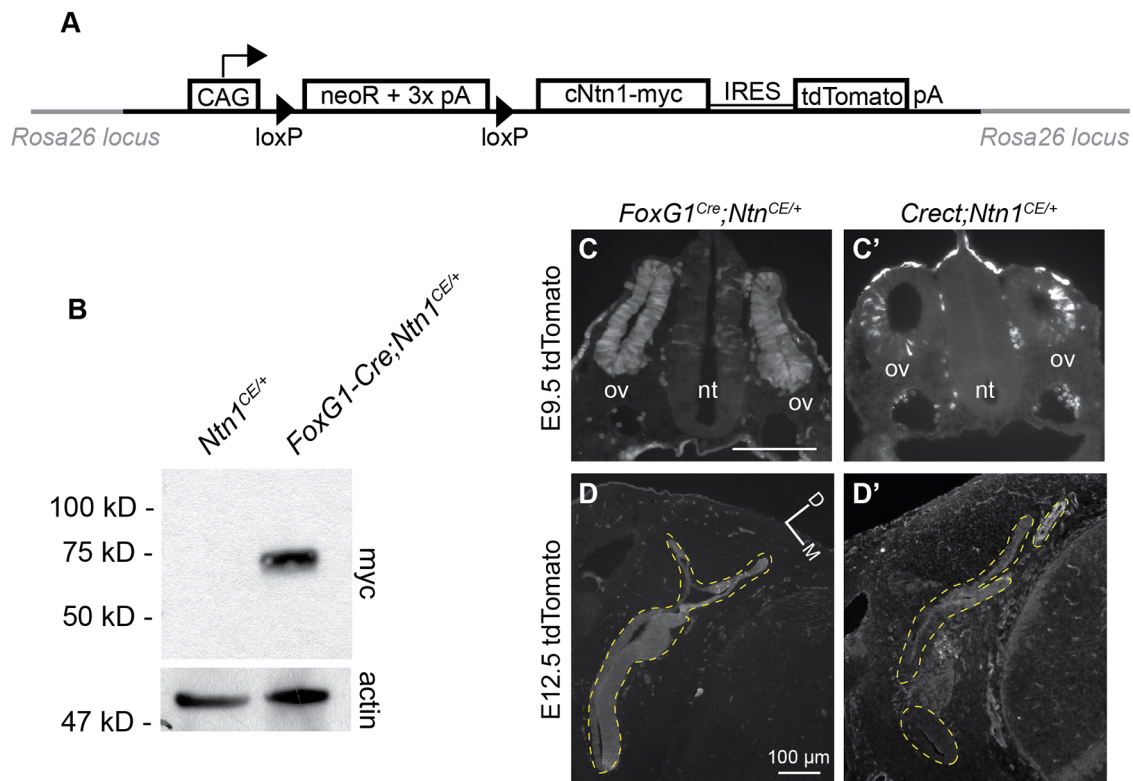 A
CAG
neoR + 3x pA
cNtn1-myc
IRES
tdTomato
pA
Rosa26 locus
loxP
loxP
Rosa26 locus
B
Ntn1CE/+
FoxG1-Cre;Ntn1CE/+
100 kD -
75 kD -
50 kD -
myc
47 kD -
actin
FoxG1Cre;NtnCE/+
Crect;Ntn1CE/+
E9.5 tdTomato
C
ov
nt
ov
C’
ov
nt
ov
E12.5 tdTomato
D
D
M
100 µm
D’